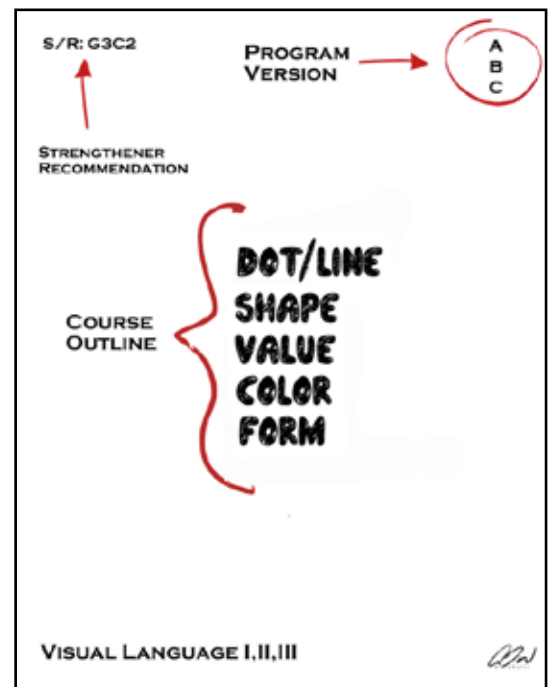 S/R: G3C2
PROGRAM
VERSION
A
B
C
STRENGTHENER
RECOMMENDATION
DOT/LINE
SHAPE
VALUE
COLOR
FORM
COURSE
OUTLINE
VISUAL LANGUAGE I,II,III